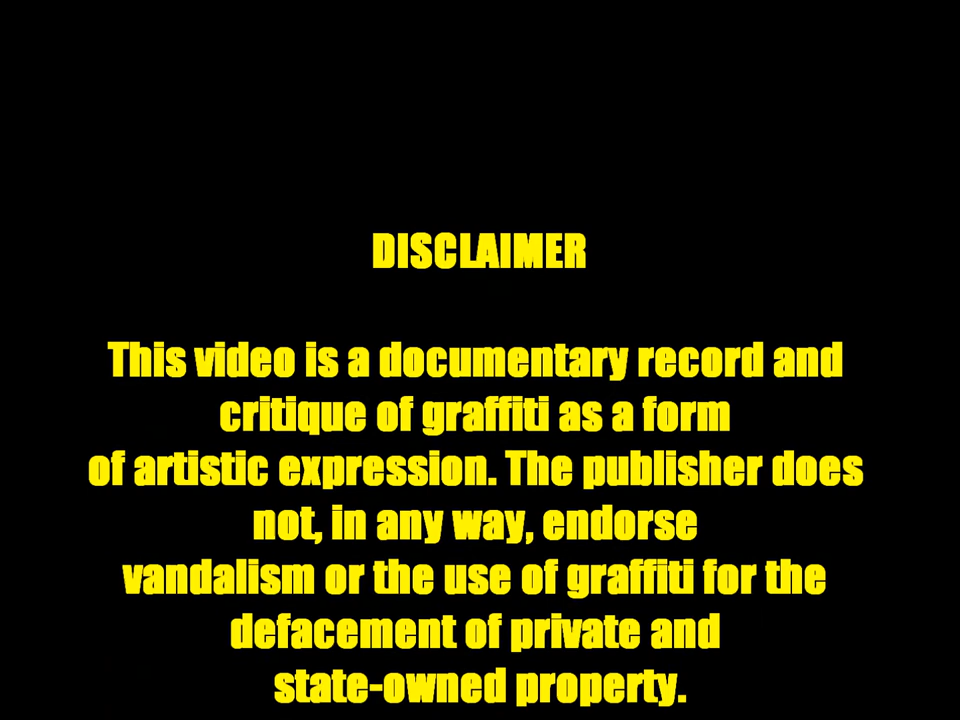 DISCLAIMER
This video is a documentary record and
critique of graffiti as a form
of artistic expression. The publisher does
not, in any way, endorse
vandalism or the use of graffiti for the
defacement of private and
state-owned property.